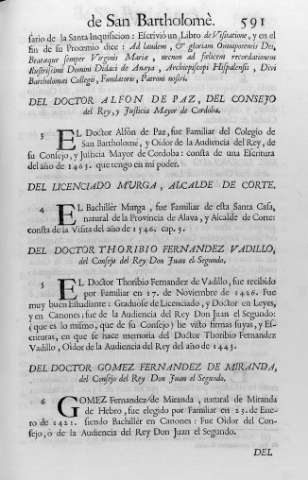 de San Bartholomè. 591
sario de la Santa Inquisicion : Escrivió un Libro de Visitatione, y en el
fin de su Proemio dice : Ad laudem, & gloriam Omnipotentis Dei,
Beatæque semper Virginis Mariæ, necnon ad fœlicem recordationem
Illustrissimi Domini Didaci de Anaya, Archiepiscopi Hispalensis, Divi
Bartholomæi Collegij, Fundatoris, Patroni nostri.
DEL DOCTOR ALFON DE PAZ, DEL CONSEJO
del Rey, y Justicia Mayor de Cordoba.
3 EL Doctor Alfon de Paz, fue Familiar del Colegio de
San Bartholomé, y Oidor de la Audiencia del Rey, de
su Consejo, y Justicia Mayor de Cordoba: consta de una Escritura
del año de 1463. que tengo en mi poder.
DEL LICENCIADO MURGA, ALCALDE DE CORTE.
4 EL Bachillér Murga, fue Familiar de esta Santa Casa,
natural de la Provincia de Alava, y Alcalde de Corte:
consta de la Visita del año de 1546. cap. 5.
DEL DOCTOR THORIBIO FERNANDEZ VADILLO,
del Consejo del Rey Don Juan el Segundo.
5 EL Doctor Thoribio Fernandez de Vadillo, fue recibido
por Familiar en 27. de Noviembre de 1426. Fue
muy buen Estudiante: Graduóse de Licenciado, y Doctor en Leyes,
y en Canones: fue de la Audiencia del Rey Don Juan el Segundo:
( que es lo mismo, que de su Consejo ) he visto firmas suyas, y Es-
crituras, en que se hace memoria del Doctor Thoribio Fernandez
Vadillo, Oidor de la Audiencia del Rey del año de 1443.
DEL DOCTOR GOMEZ FERNANDEZ DE MIRANDA,
del Consejo del Rey Don Juan el Segundo.
6 GOMEZ Fernandez de Miranda, natural de Miranda
de Hebro, fue elegido por Familiar en 25. de Ene-
ro de 1421. siendo Bachillér en Canones: Fue Oidor del Con-
sejo, ò de la Audiencia del Rey Don Juan el Segundo.
DEL